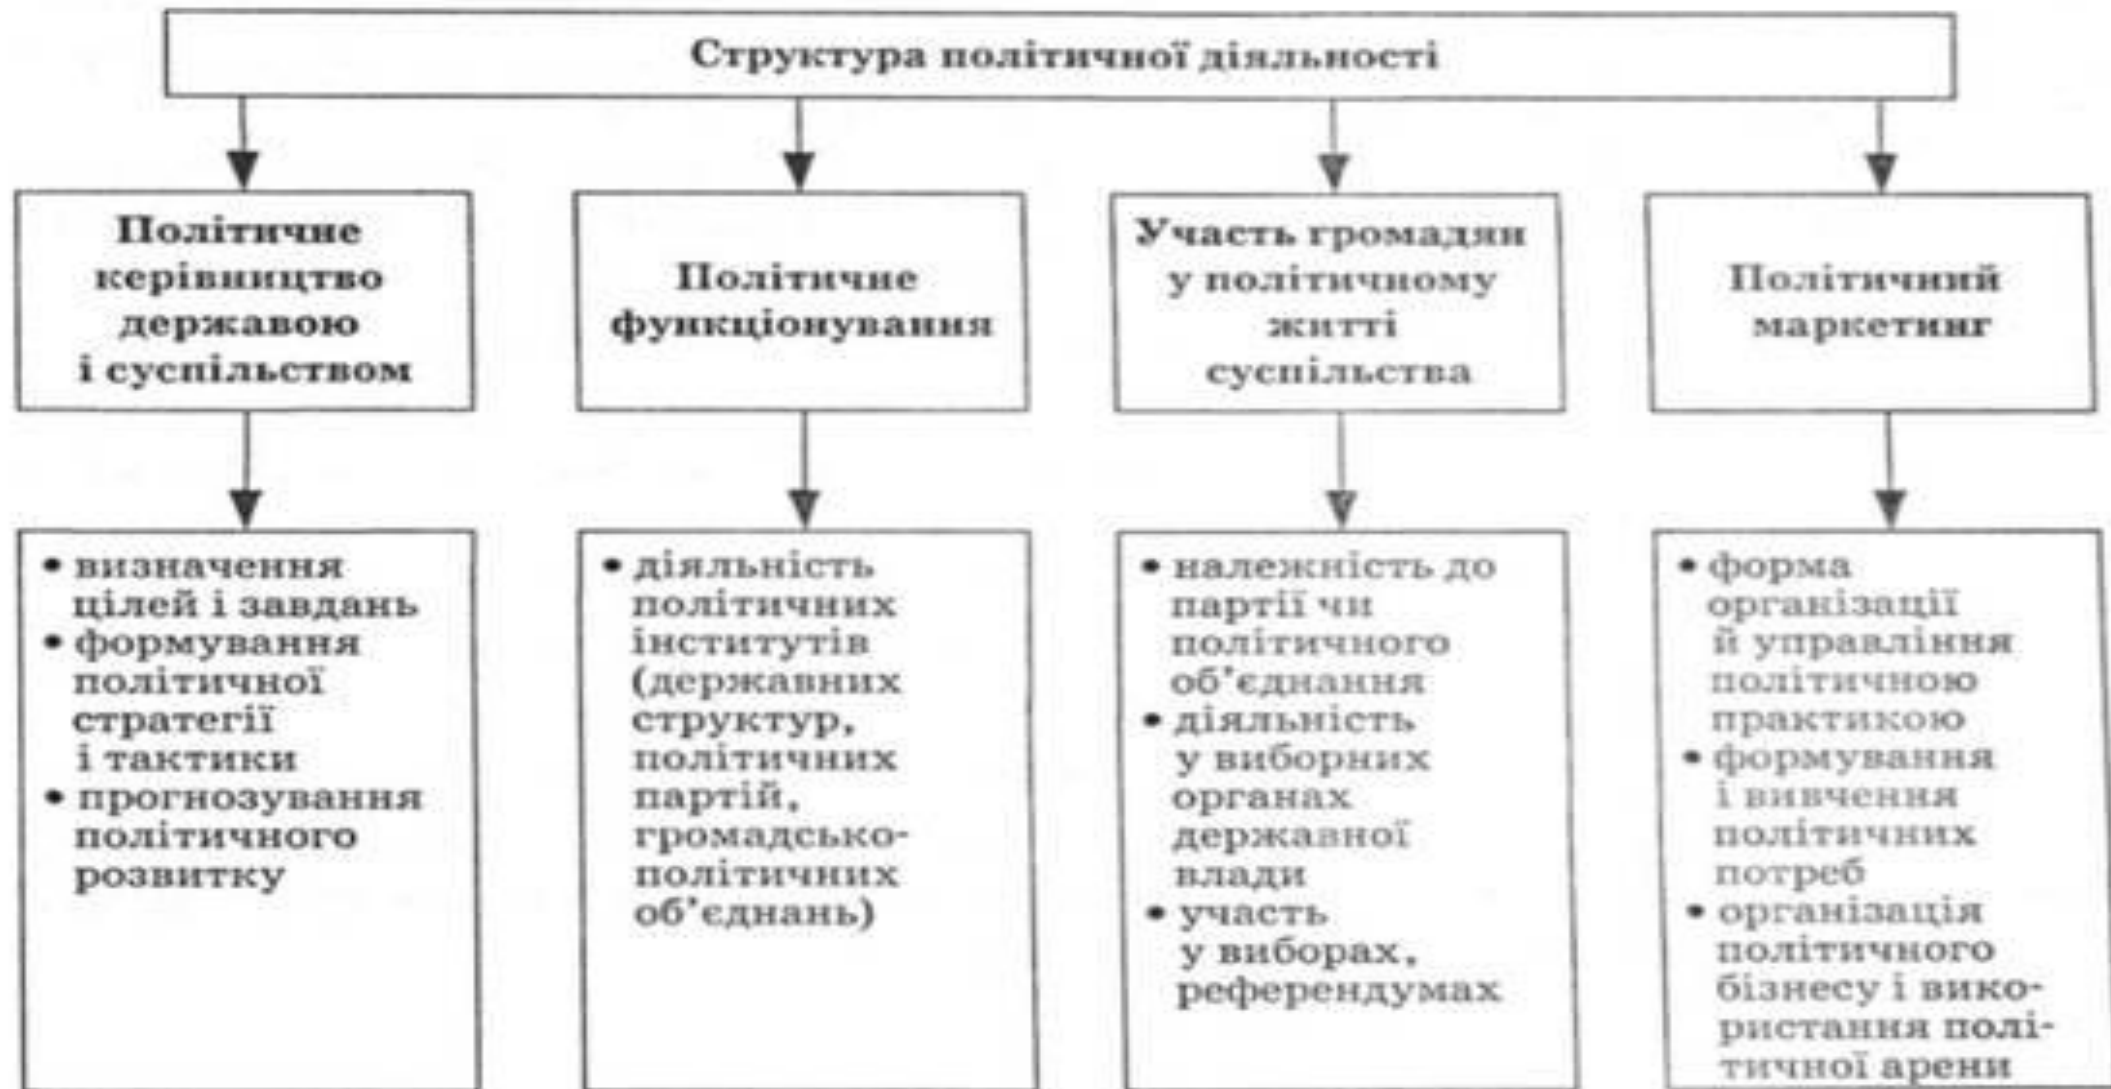 Структура політичної діяльності
Політичне
керівництво
державою
і суспільством
Політичне
функціонування
Участь громадян
у політичному
житті
суспільства
Політичний
маркетинг
• визначення
цілей і завдань
• формування
політичної
стратегії
і тактики
• прогнозування
політичного
розвитку
• діяльність
політичних
інститутів
(державних
структур,
політичних
партій,
громадсько-
політичних
об’єднань)
• належність до
партії чи
політичного
об’єднання
• діяльність
у виборних
органах
державної
влади
• участь
у виборах,
референдумах
• форма
організації
й управління
політичною
практикою
• формування
і вивчення
політичних
потреб
• організація
політичного
бізнесу і вико-
ристання полі-
тичної арени